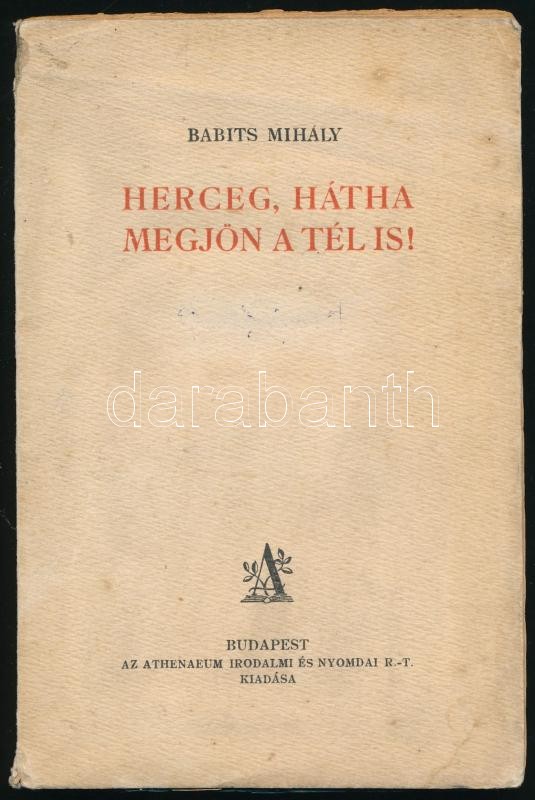 BABITS MIHÁLY
HERCEG, HÁTHA
MEGJÖN A TÉL IS!
darabanth
A
BUDAPEST
AZ ATHENAEUM IRODALMI ÉS NYOMDAI R.-T.
KIADÁSA